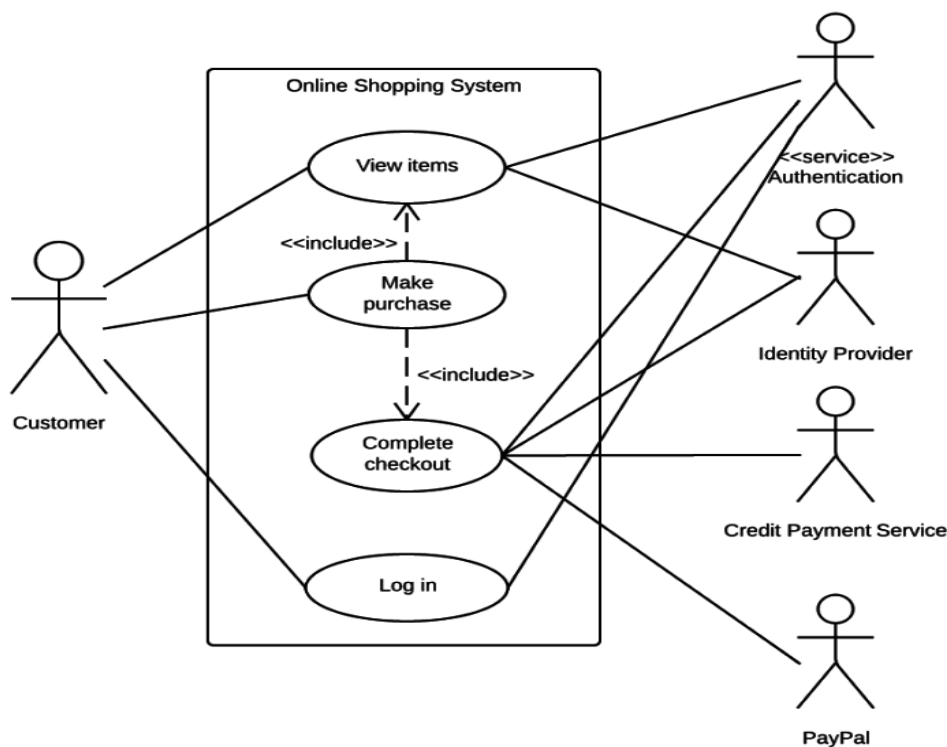 Online Shopping System
View items
<<include>>
Make
purchase
<<include>>
Complete
checkout
Log in
Customer
<<service>>
Authentication
Identity Provider
Credit Payment Service
PayPal